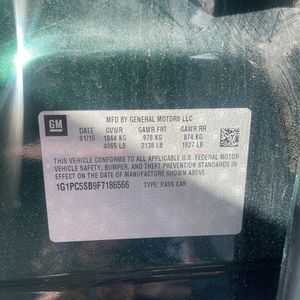 GM
MFD BY GENERAL MOTORS LLC
DATE GVWR GAWR FRT GAWR RR
01/15 1844 KG 970 KG 874 KG
4065 LB 2138 LB 1927 LB
THIS VEHICLE CONFORMS TO ALL APPLICABLE U.S. FEDERAL MOTOR
VEHICLE SAFETY, BUMPER, AND THEFT PREVENTION STANDARDS IN
EFFECT ON THE DATE OF MANUFACTURE SHOWN ABOVE.
1G1PC5SB9F7186566 TYPE: PASS CAR